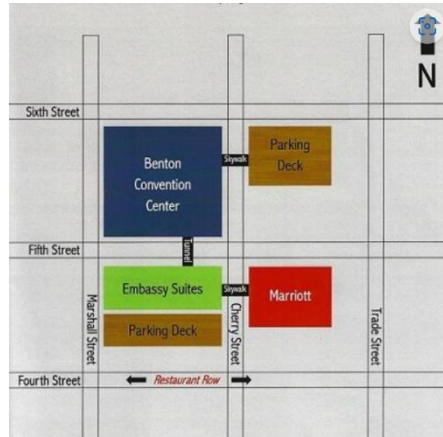 N
Sixth Street
Benton
Convention
Center
Skywalk
Parking
Deck
Fifth Street
Tunnel
Embassy Suites
Skywalk
Marriott
Parking Deck
Marshall Street
Cherry Street
Trade Street
Fourth Street
Restaurant Row